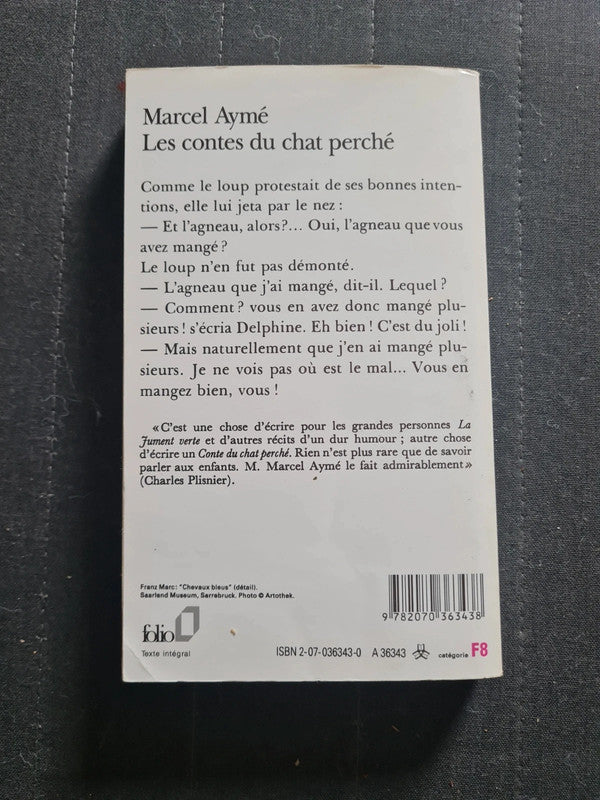 Marcel Aymé
Les contes du chat perché
Comme le loup protestait de ses bonnes inten-
tions, elle lui jeta par le nez :
— Et l'agneau, alors?... Oui, l'agneau que vous
avez mangé ?
Le loup n'en fut pas démonté.
— L'agneau que j'ai mangé, dit-il. Lequel ?
— Comment ? vous en avez donc mangé plu-
sieurs ! s'écria Delphine. Eh bien ! C'est du joli !
— Mais naturellement que j'en ai mangé plu-
sieurs. Je ne vois pas où est le mal... Vous en
mangez bien, vous !
« C'est une chose d'écrire pour les grandes personnes La
Jument verte et d'autres récits d'un dur humour ; autre chose
d'écrire un Conte du chat perché. Rien n'est plus rare que de savoir
parler aux enfants. M. Marcel Aymé le fait admirablement »
(Charles Plisnier).
Franz Marc: "Chevaux bleus" (détail).
Saarland Museum, Sarrebruck. Photo © Artothek.
9 782070 363438
folio
Texte intégral
ISBN 2-07-036343-0 A 36343 catégorie F8